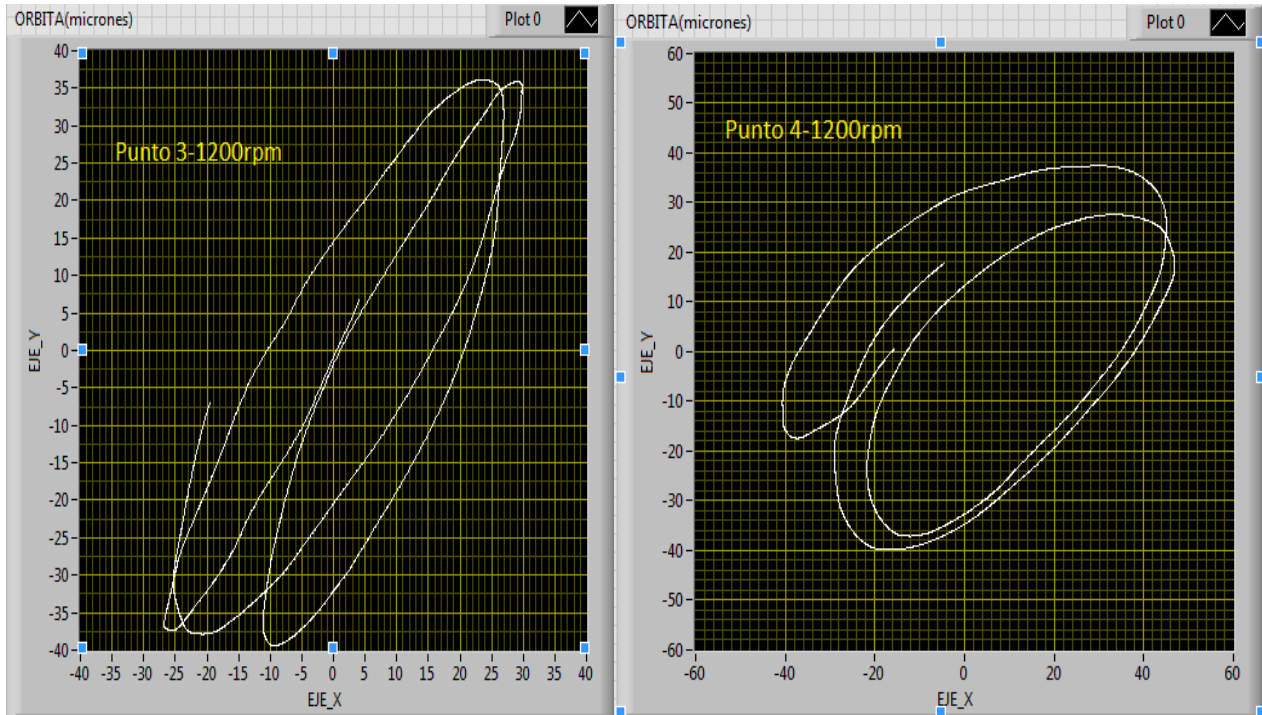 ORBITA(micrones)
Plot 0
40
35
30
25
20
15
10
5
0
-5
-10
-15
-20
-25
-30
-35
-40
EJE_Y
Punto 3-1200rpm
-40 -35 -30 -25 -20 -15 -10 -5 0 5 10 15 20 25 30 35 40
EJE_X
ORBITA(micrones)
Plot 0
60
50
40
30
20
10
0
-10
-20
-30
-40
-50
-60
EJE_Y
Punto 4-1200rpm
-60 -40 -20 0 20 40 60
EJE_X